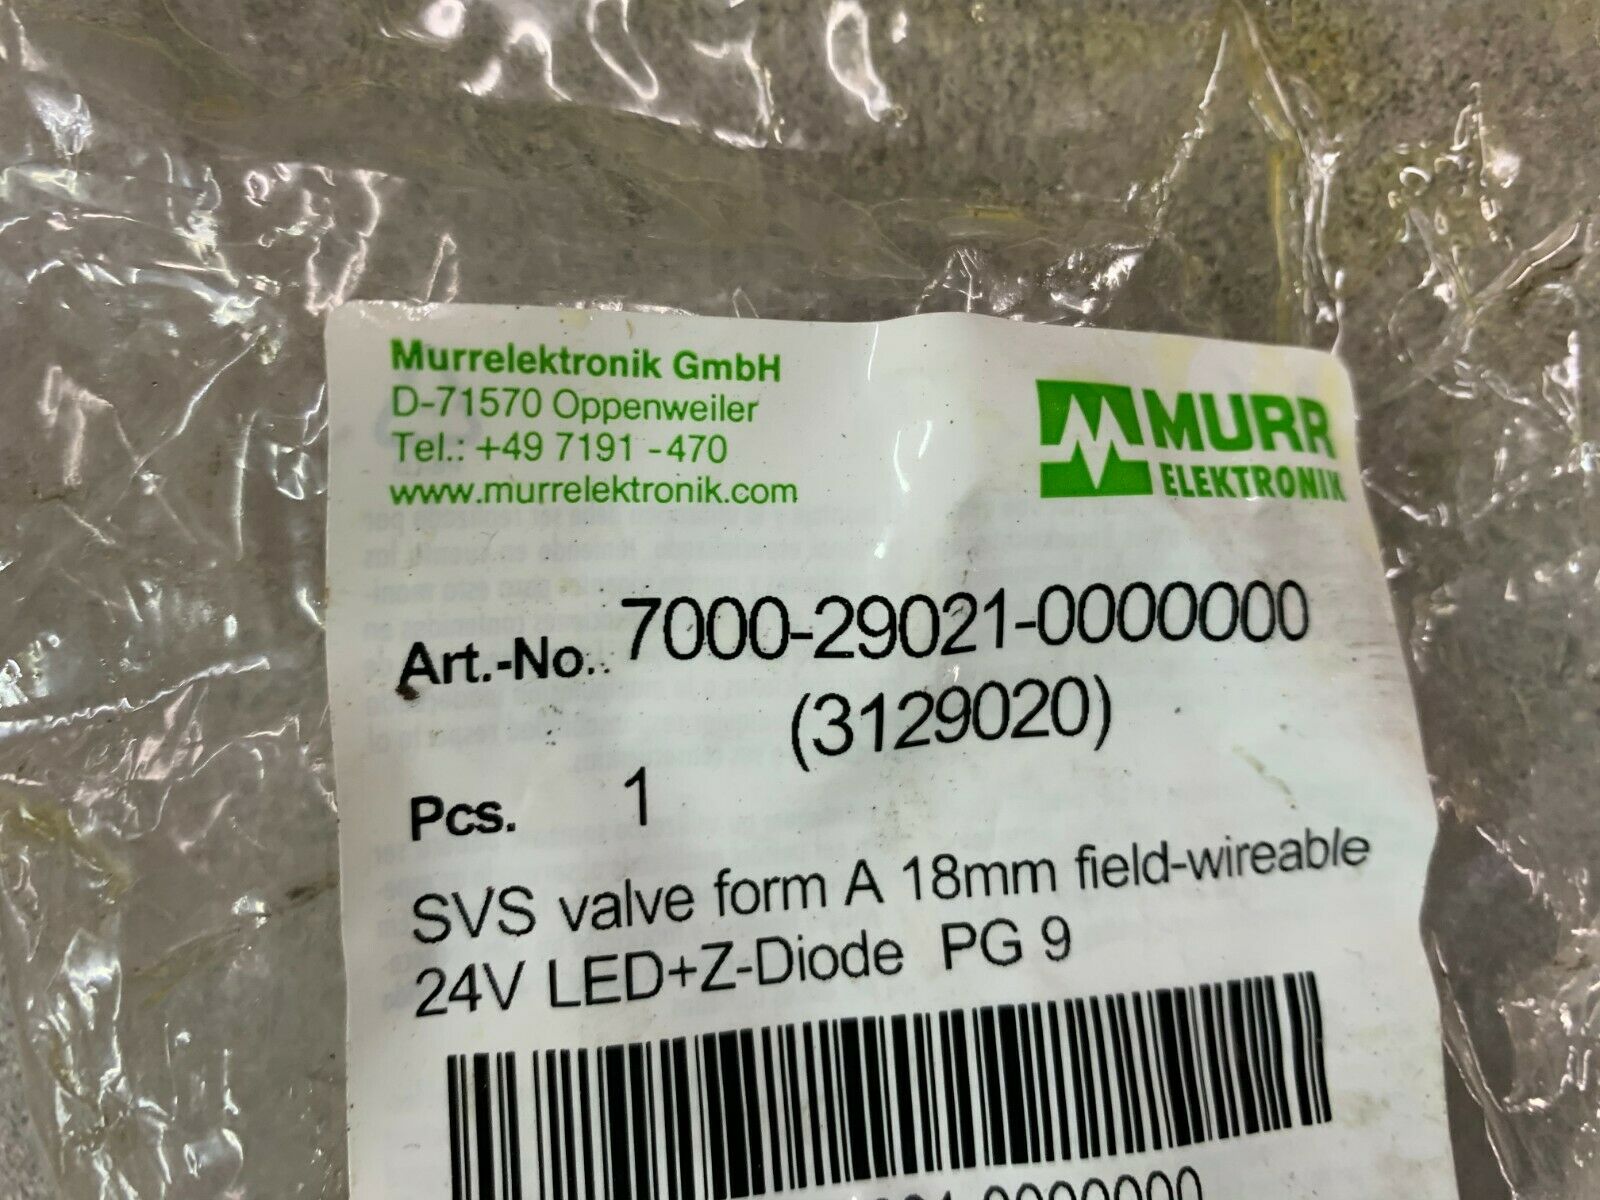 Murrelektronik GmbH
D-71570 Oppenweiler
Tel.: +49 7191 -470
www.murrelektronik.com
MURR
ELEKTRONIK
Art.-No.: 7000-29021-0000000
(3129020)
Pcs. 1
SVS valve form A 18mm field-wireable
24V LED+Z-Diode PG 9